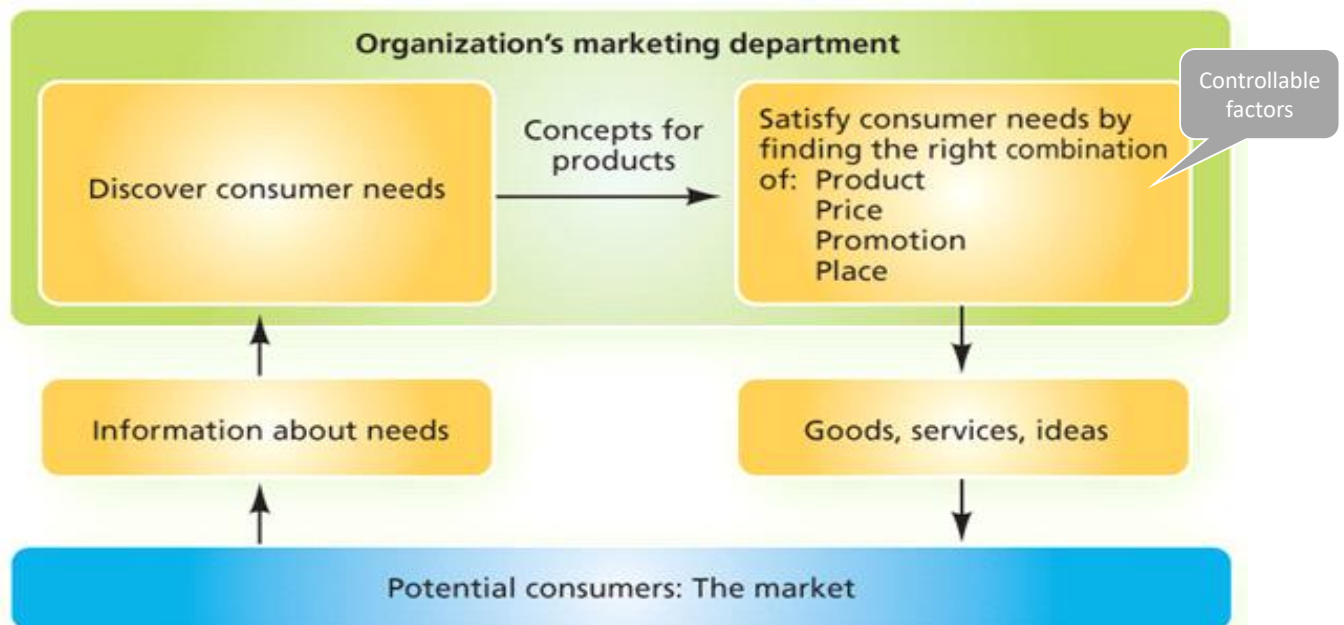 Organization's marketing department
Controllable
factors
Discover consumer needs
Concepts for
products
Satisfy consumer needs by
finding the right combination
of: Product
Price
Promotion
Place
Information about needs
Goods, services, ideas
Potential consumers: The market